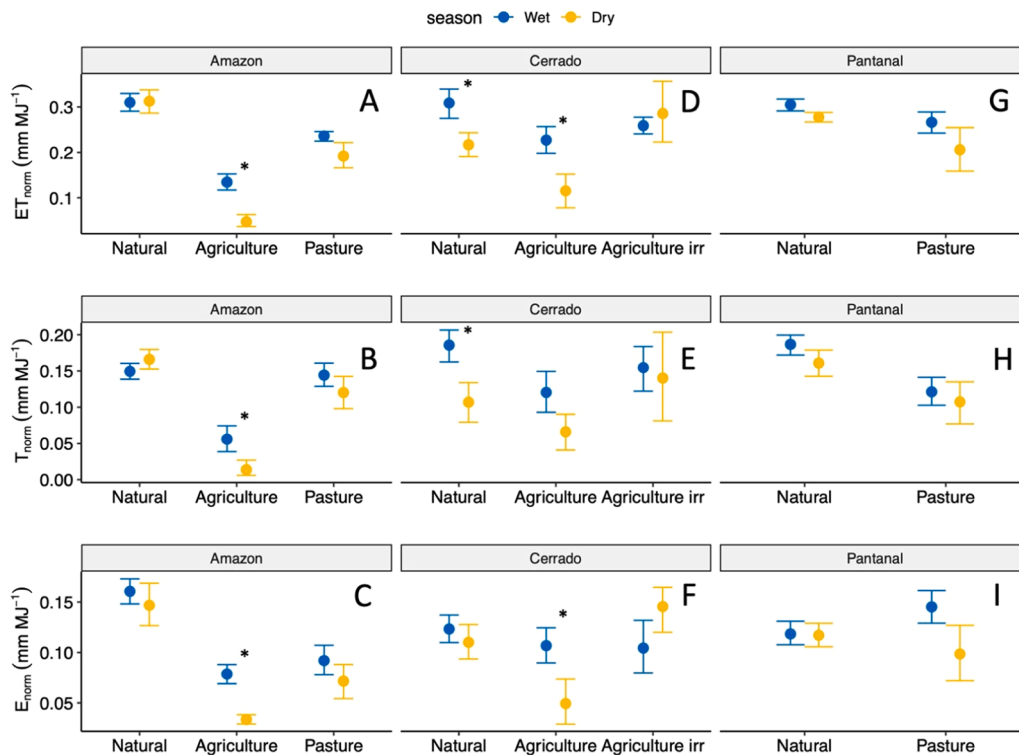 season Wet Dry
Amazon Cerrado Pantanal
ETnorm (mm MJ⁻¹)
0.3
0.2
0.1
A * D * * G
Natural Agriculture Pasture Natural Agriculture Agriculture irr Natural Pasture
Amazon Cerrado Pantanal
Tnorm (mm MJ⁻¹)
0.20
0.15
0.10
0.05
0.00
B * E * H
Natural Agriculture Pasture Natural Agriculture Agriculture irr Natural Pasture
Amazon Cerrado Pantanal
Enorm (mm MJ⁻¹)
0.15
0.10
0.05
C * F * I
Natural Agriculture Pasture Natural Agriculture Agriculture irr Natural Pasture